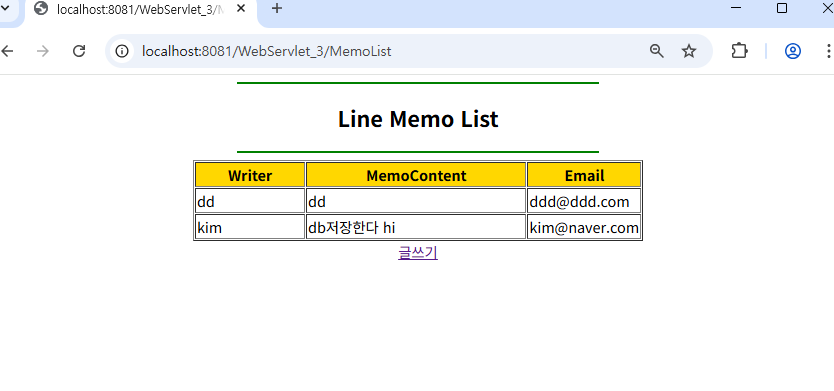 localhost:8081/WebServlet_3/M
localhost:8081/WebServlet_3/MemoList
Line Memo List
Writer MemoContent Email
dd dd ddd@ddd.com
kim db저장한다 hi kim@naver.com
글쓰기